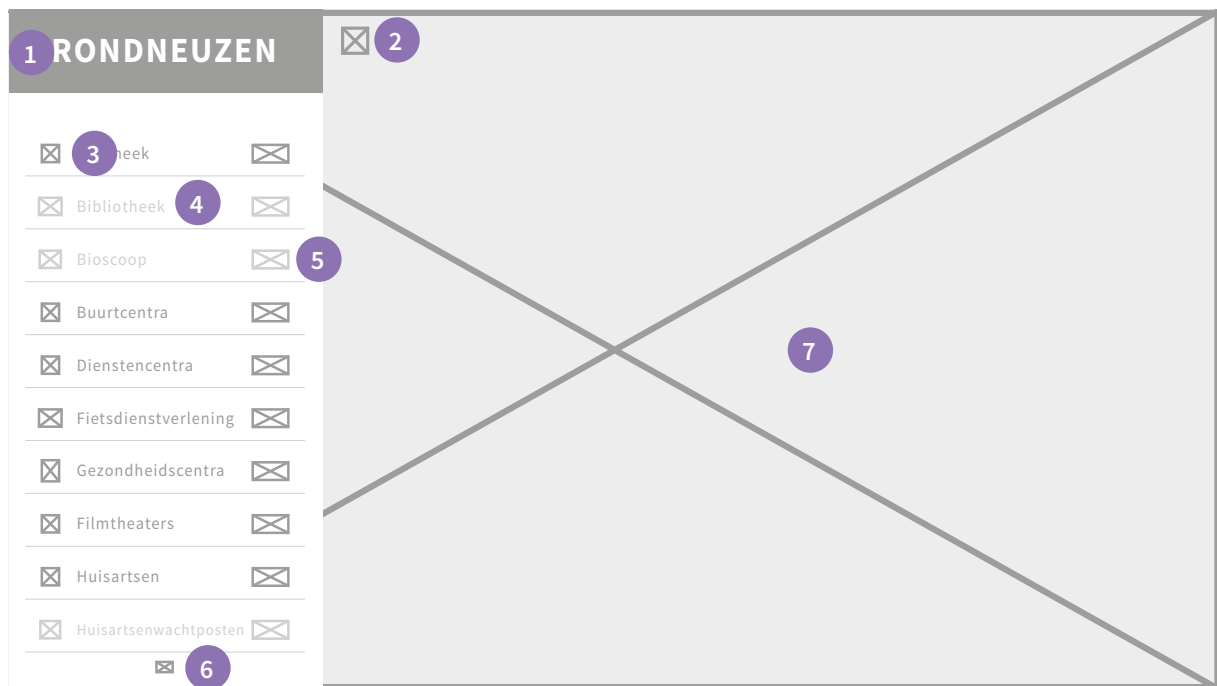 1 RONDNEUZEN
2
3 heek
Bibliotheek 4
Bioscoop 5
Buurtcentra
Dienstencentra
7
Fietsdienstverlening
Gezondheidscentra
Filmtheaters
Huisartsen
Huisartsenwachtposten
6